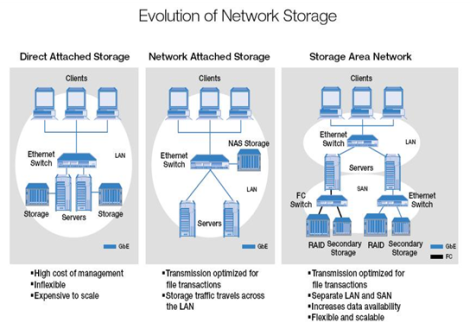 Evolution of Network Storage
Direct Attached Storage
Clients
Ethernet
Switch
LAN
Storage
Servers
Storage
GbE
▪High cost of management
▪Inflexible
▪Expensive to scale
Network Attached Storage
Clients
NAS Storage
Ethernet
Switch
LAN
Servers
GbE
▪Transmission optimized for
file transactions
▪Storage traffic travels across
the LAN
Storage Area Network
Clients
Ethernet
Switch
LAN
Servers
SAN
FC
Switch
Ethernet
Switch
RAID
Secondary
Storage
RAID
Secondary
Storage
GbE
FC
▪Transmission optimized for
file transactions
▪Separate LAN and SAN
▪Increases data availability
▪Flexible and scalable